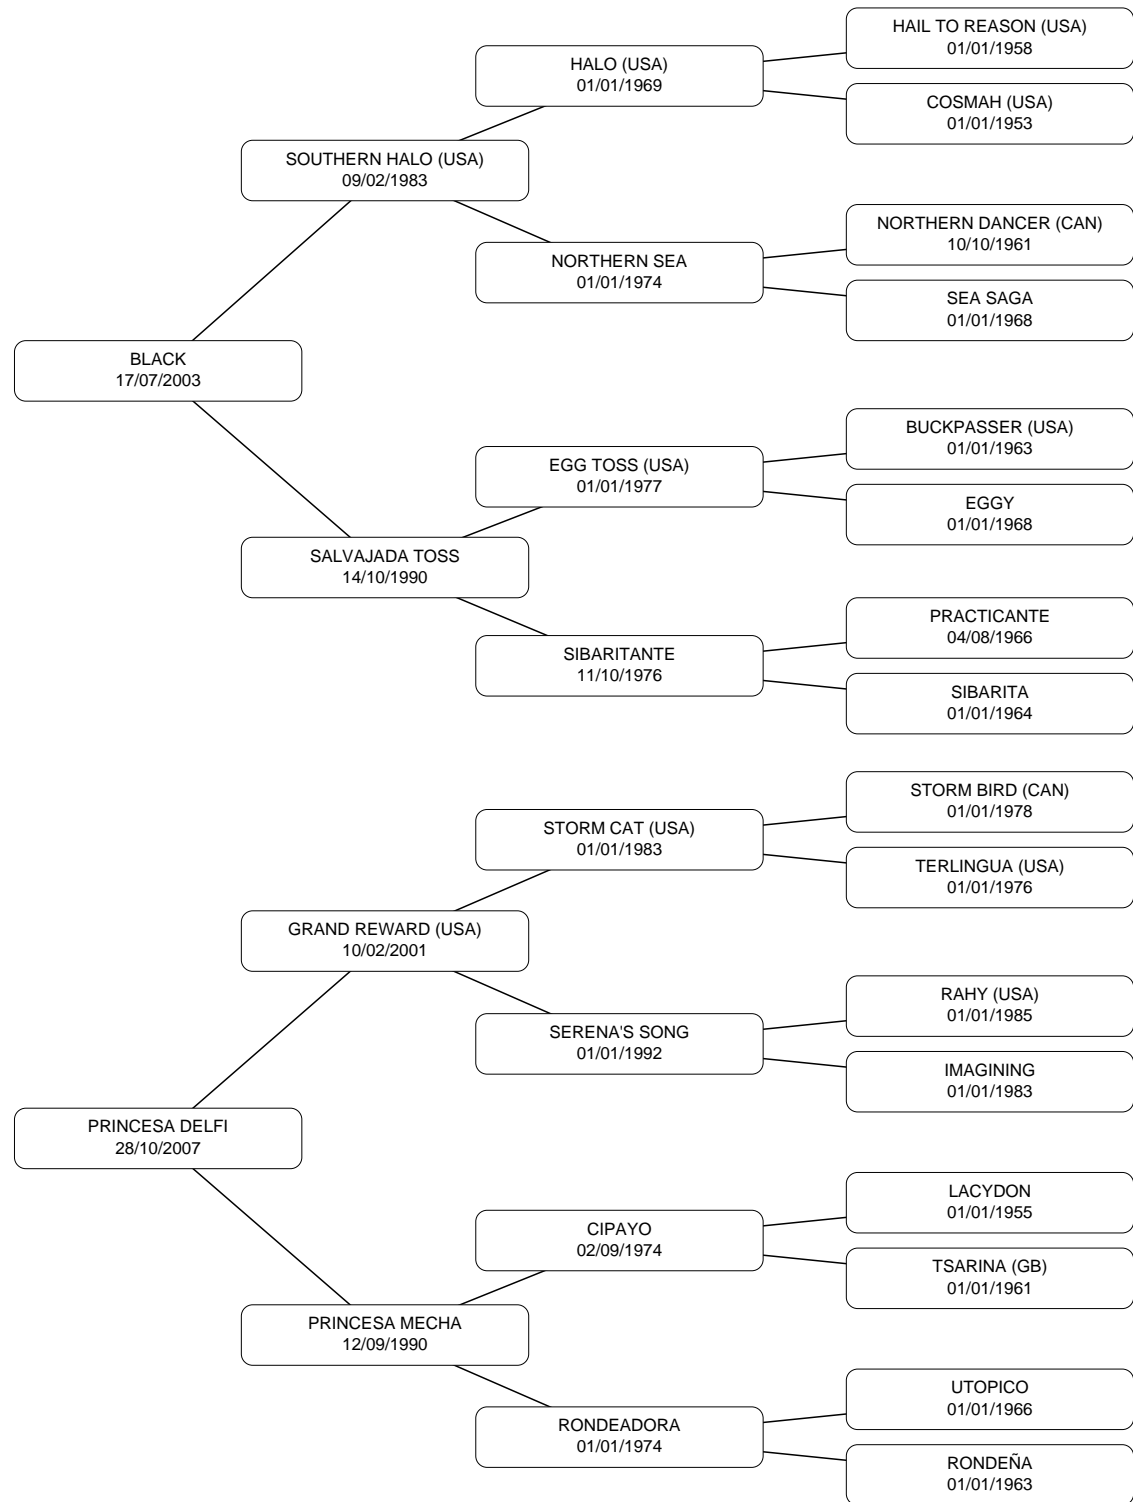 HAIL TO REASON (USA)
01/01/1958
HALO (USA)
01/01/1969
COSMAH (USA)
01/01/1953
SOUTHERN HALO (USA)
09/02/1983
NORTHERN DANCER (CAN)
10/10/1961
NORTHERN SEA
01/01/1974
SEA SAGA
01/01/1968
BLACK
17/07/2003
BUCKPASSER (USA)
01/01/1963
EGG TOSS (USA)
01/01/1977
EGGY
01/01/1968
SALVAJADA TOSS
14/10/1990
PRACTICANTE
04/08/1966
SIBARITANTE
11/10/1976
SIBARITA
01/01/1964
STORM BIRD (CAN)
01/01/1978
STORM CAT (USA)
01/01/1983
TERLINGUA (USA)
01/01/1976
GRAND REWARD (USA)
10/02/2001
RAHY (USA)
01/01/1985
SERENA'S SONG
01/01/1992
IMAGINING
01/01/1983
PRINCESA DELFI
28/10/2007
LACYDON
01/01/1955
CIPAYO
02/09/1974
TSARINA (GB)
01/01/1961
PRINCESA MECHA
12/09/1990
UTOPICO
01/01/1966
RONDEADORA
01/01/1974
RONDEÑA
01/01/1963